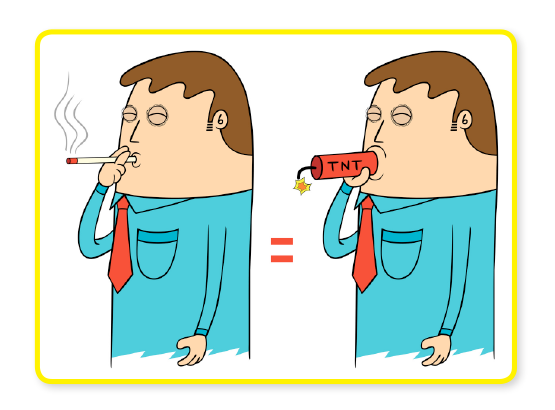 =
TNT